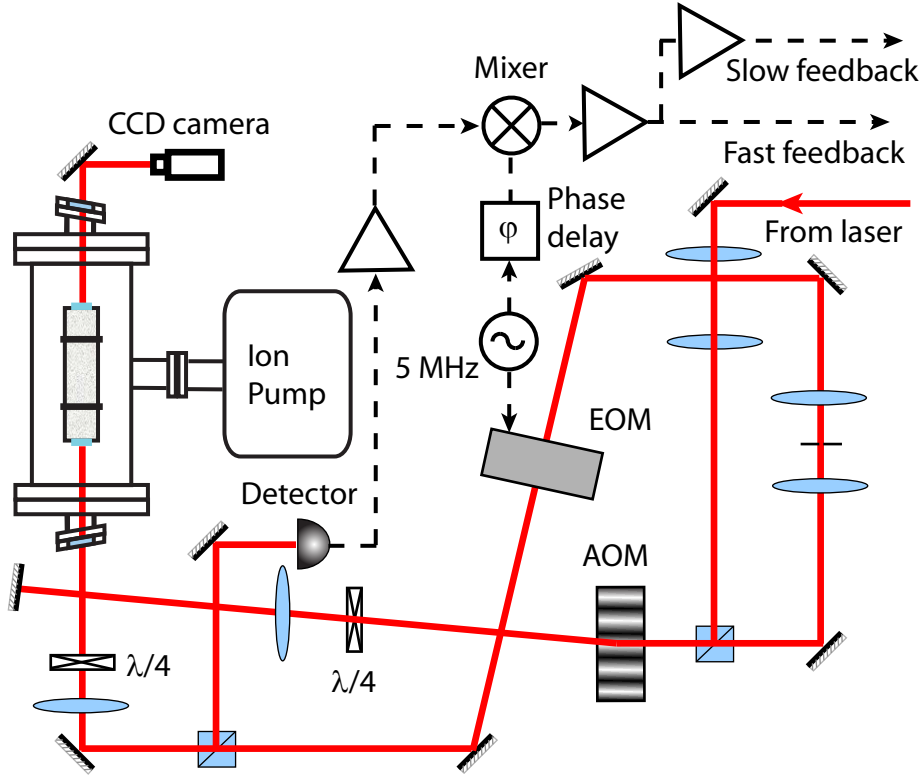 Mixer
Slow feedback
CCD camera
Fast feedback
Phase
delay
φ
From laser
Ion
Pump
5 MHz
EOM
Detector
AOM
λ/4
λ/4